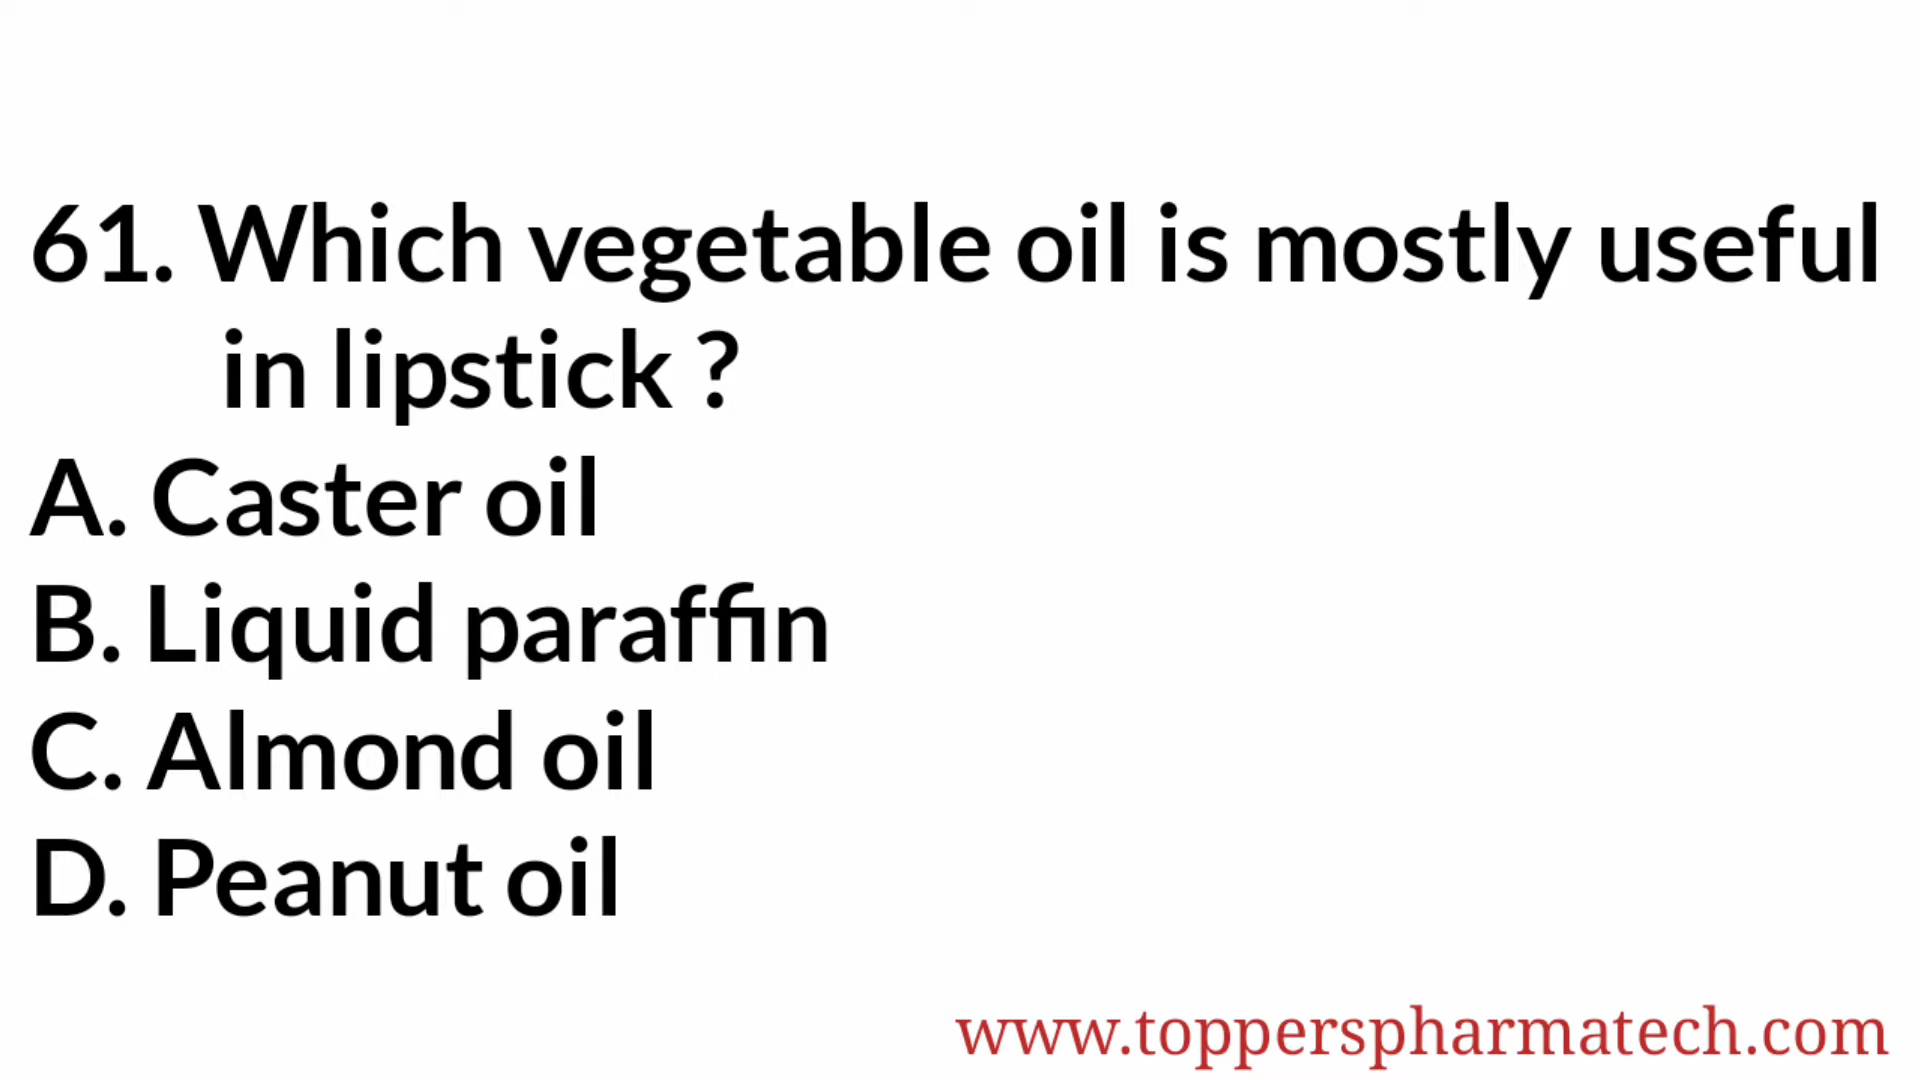 61. Which vegetable oil is mostly useful
in lipstick ?
A. Caster oil
B. Liquid paraffin
C. Almond oil
D. Peanut oil
www.topperspharmatech.com